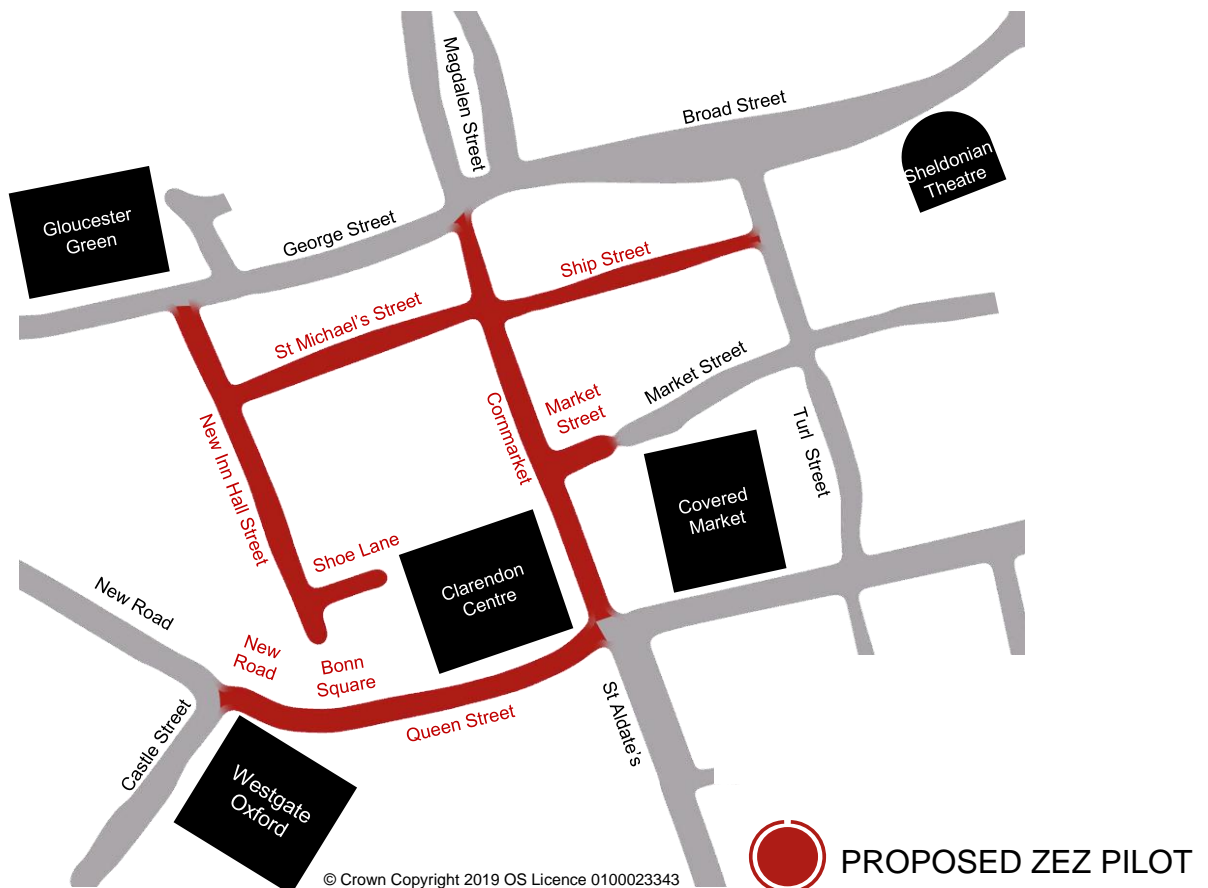 Magdalen Street
Broad Street
Sheldonian
Theatre
Gloucester
Green
George Street
Ship Street
St Michael's Street
Market Street
Market
Street
Cornmarket
Turl Street
New Inn Hall Street
Covered
Market
Shoe Lane
Clarendon
Centre
New Road
New
Road
Bonn
Square
Queen Street
St Aldate's
Castle Street
Westgate
Oxford
PROPOSED ZEZ PILOT
© Crown Copyright 2019 OS Licence 0100023343